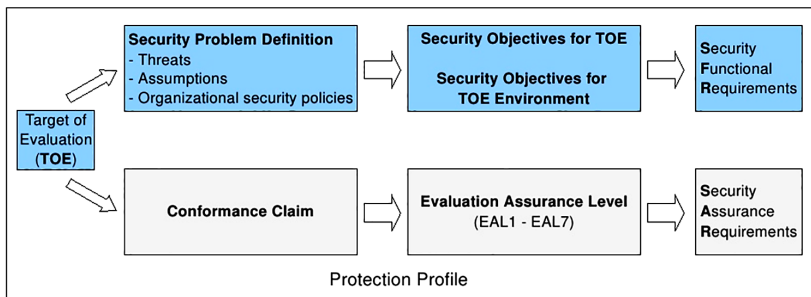 Security Problem Definition
- Threats
- Assumptions
- Organizational security policies
Security Objectives for TOE
Security Objectives for
TOE Environment
Security
Functional
Requirements
Target of
Evaluation
(TOE)
Conformance Claim
Evaluation Assurance Level
(EAL1 - EAL7)
Security
Assurance
Requirements
Protection Profile